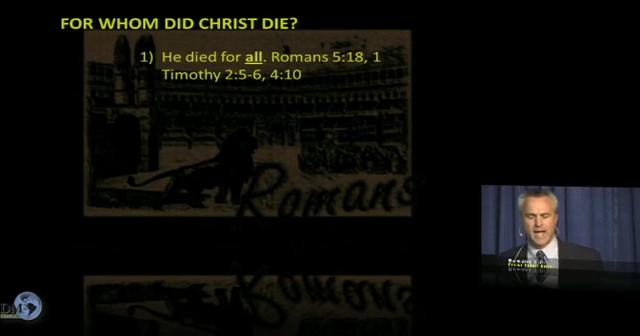 FOR WHOM DID CHRIST DIE?
1) He died for all. Romans 5:18, 1
Timothy 2:5-6, 4:10
Romans